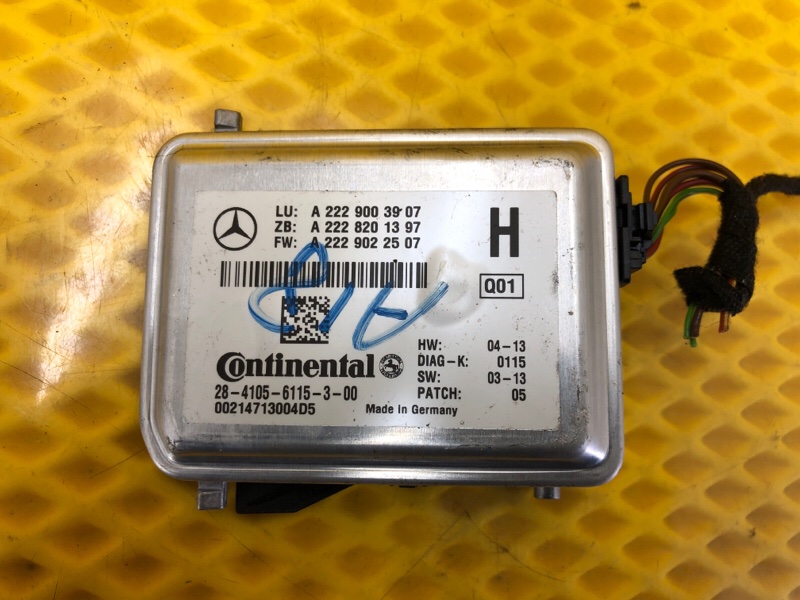 LU: A 222 900 39 07
ZB: A 222 820 13 97
FW: A 222 902 25 07
H
Q01
Continental
28-4105-6115-3-00
00214713004D5
HW: 04-13
DIAG-K: 0115
SW: 03-13
PATCH: 05
Made in Germany